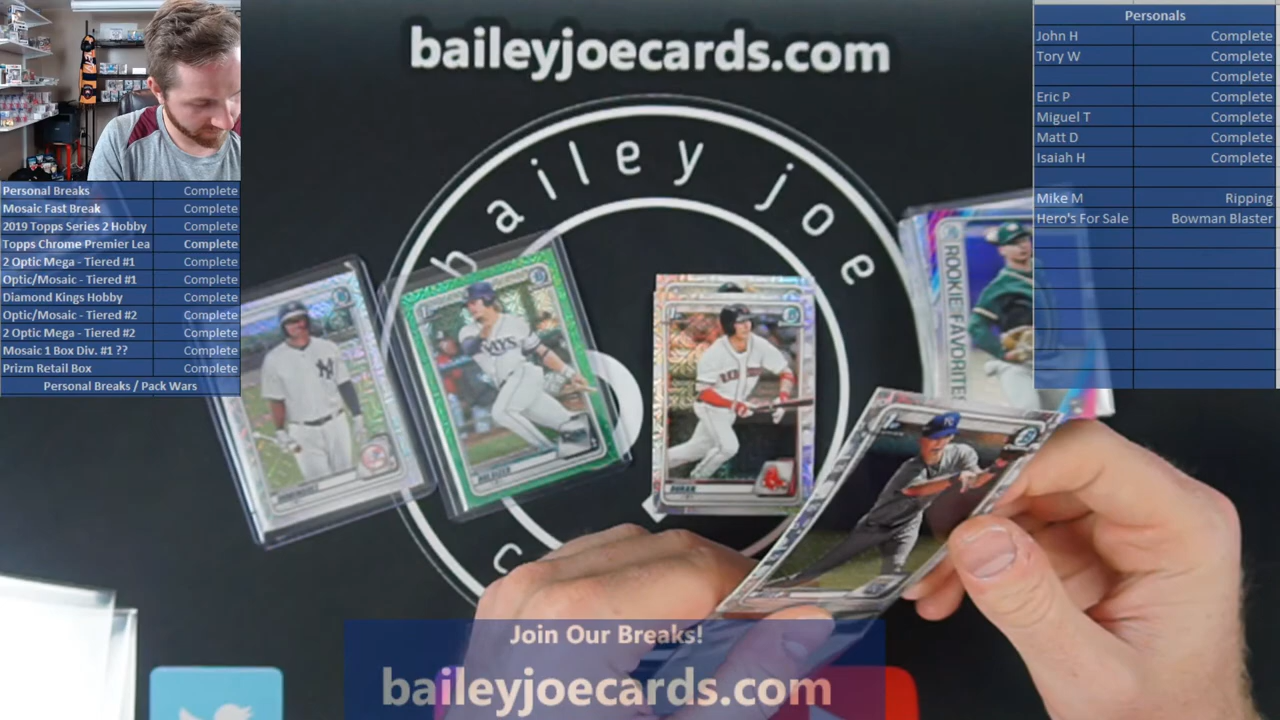 baileyjoecards.com
bailey joe
c
Personal Breaks Complete
Mosaic Fast Break Complete
2019 Topps Series 2 Hobby Complete
Topps Chrome Premier Lea Complete
2 Optic Mega - Tiered #1 Complete
Optic/Mosaic - Tiered #1 Complete
Diamond Kings Hobby Complete
Optic/Mosaic - Tiered #2 Complete
2 Optic Mega - Tiered #2 Complete
Mosaic 1 Box Div. #1 ?? Complete
Prizm Retail Box Complete
Personal Breaks / Pack Wars
Personals
John H Complete
Tory W Complete
Complete
Eric P Complete
Miguel T Complete
Matt D Complete
Isaiah H Complete
Mike M Ripping
Hero's For Sale Bowman Blaster
RAYS
DURAN
ROOKIE FAVORITES
Join Our Breaks!
baileyjoecards.com